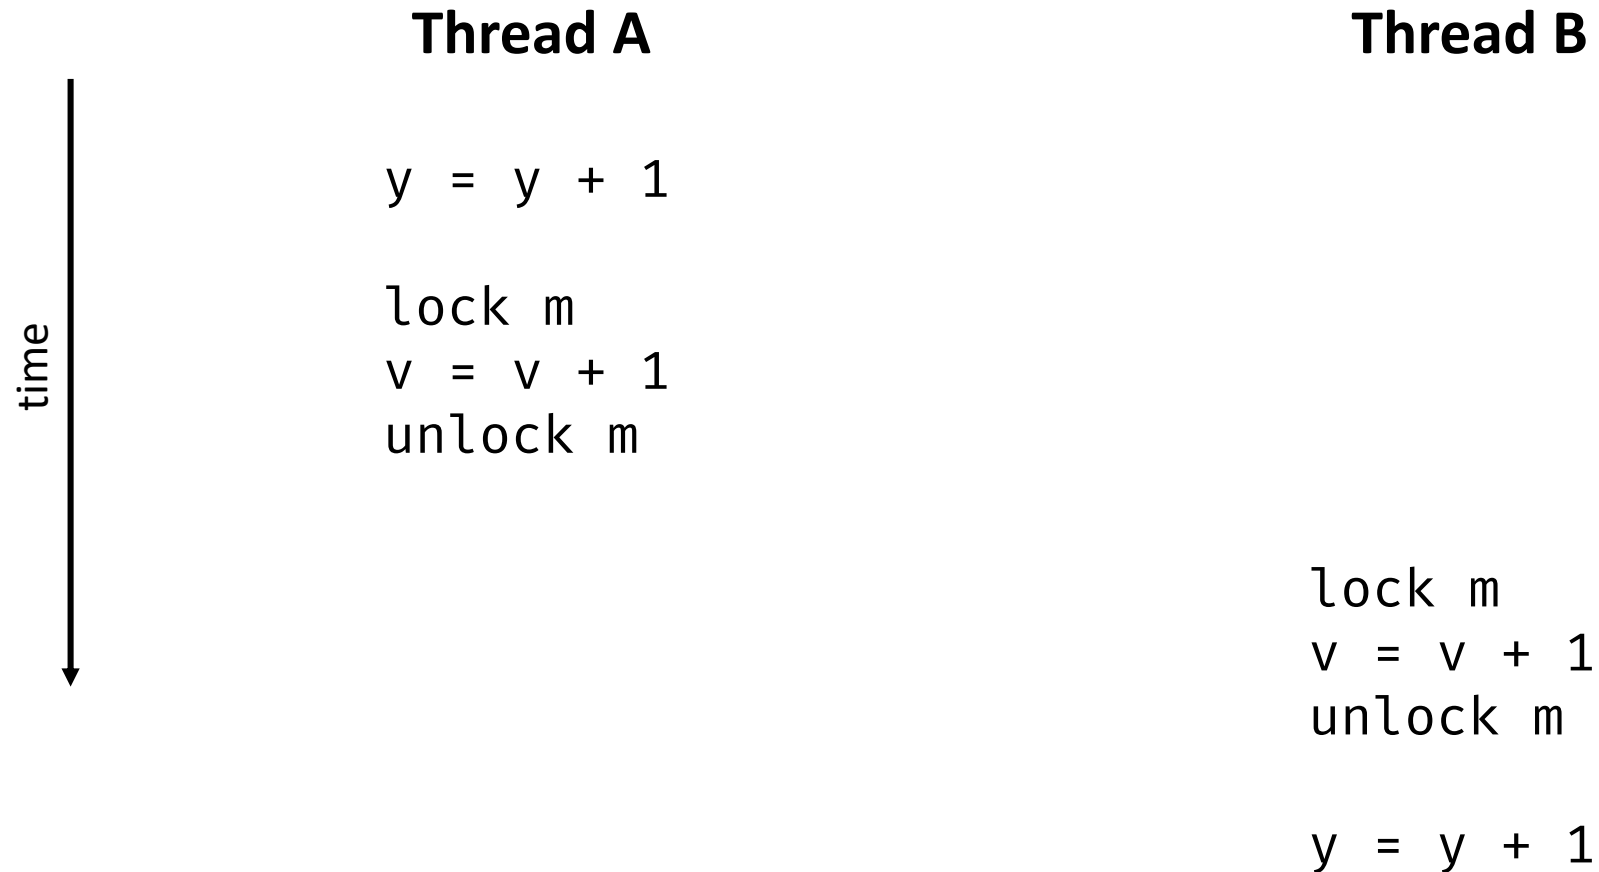 Thread A
Thread B
time
y = y + 1
lock m
v = v + 1
unlock m
lock m
v = v + 1
unlock m
y = y + 1